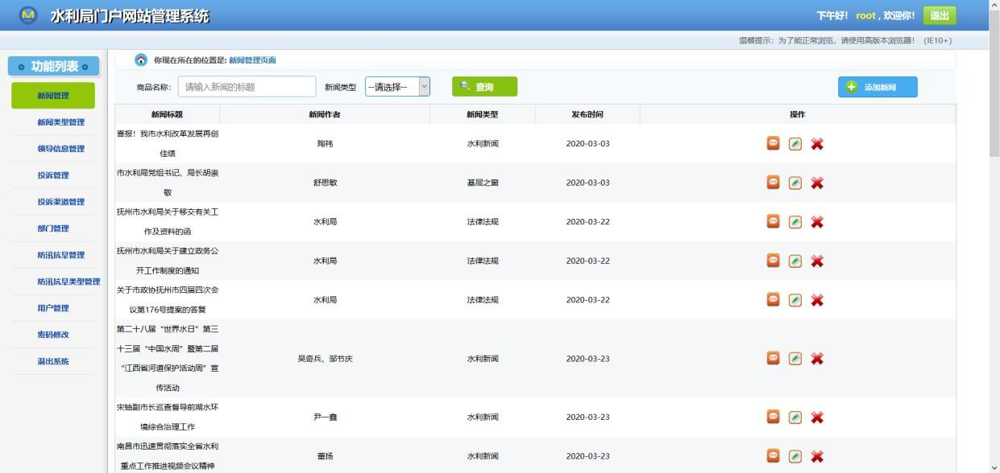 水利局门户网站管理系统
下午好！ root , 欢迎你！ 退出
温馨提示：为了能正常浏览，请使用高版本浏览器！ (IE10+)
功能列表
新闻管理
新闻类型管理
领导信息管理
投诉管理
投诉渠道管理
部门管理
防汛抗旱管理
防汛抗旱类型管理
用户管理
密码修改
退出系统
你现在所在的位置是: 新闻管理页面
商品名称： 请输入新闻的标题 新闻类型 --请选择-- 查询 添加新闻
新闻标题 新闻作者 新闻类型 发布时间 操作
喜报！我市水利改革发展再创
佳绩
陶祎 水利新闻 2020-03-03
市水利局党组书记、局长胡崇
敬
舒思敏 基层之窗 2020-03-03
抚州市水利局关于移交有关工
作及资料的函
水利局 法律法规 2020-03-22
抚州市水利局关于建立政务公
开工作制度的通知
水利局 法律法规 2020-03-22
关于市政协抚州市四届四次会
议第176号提案的答复
水利局 法律法规 2020-03-22
第二十八届“世界水日”第三
十三届“中国水周”暨第二届
“江西省河道保护活动周”宣
传活动
吴奇兵、邹节庆 水利新闻 2020-03-23
宋铀副市长巡查督导前湖水环
境综合治理工作
尹一鑫 水利新闻 2020-03-23
南昌市迅速贯彻落实全省水利
重点工作推进视频会议精神
董扬 水利新闻 2020-03-23